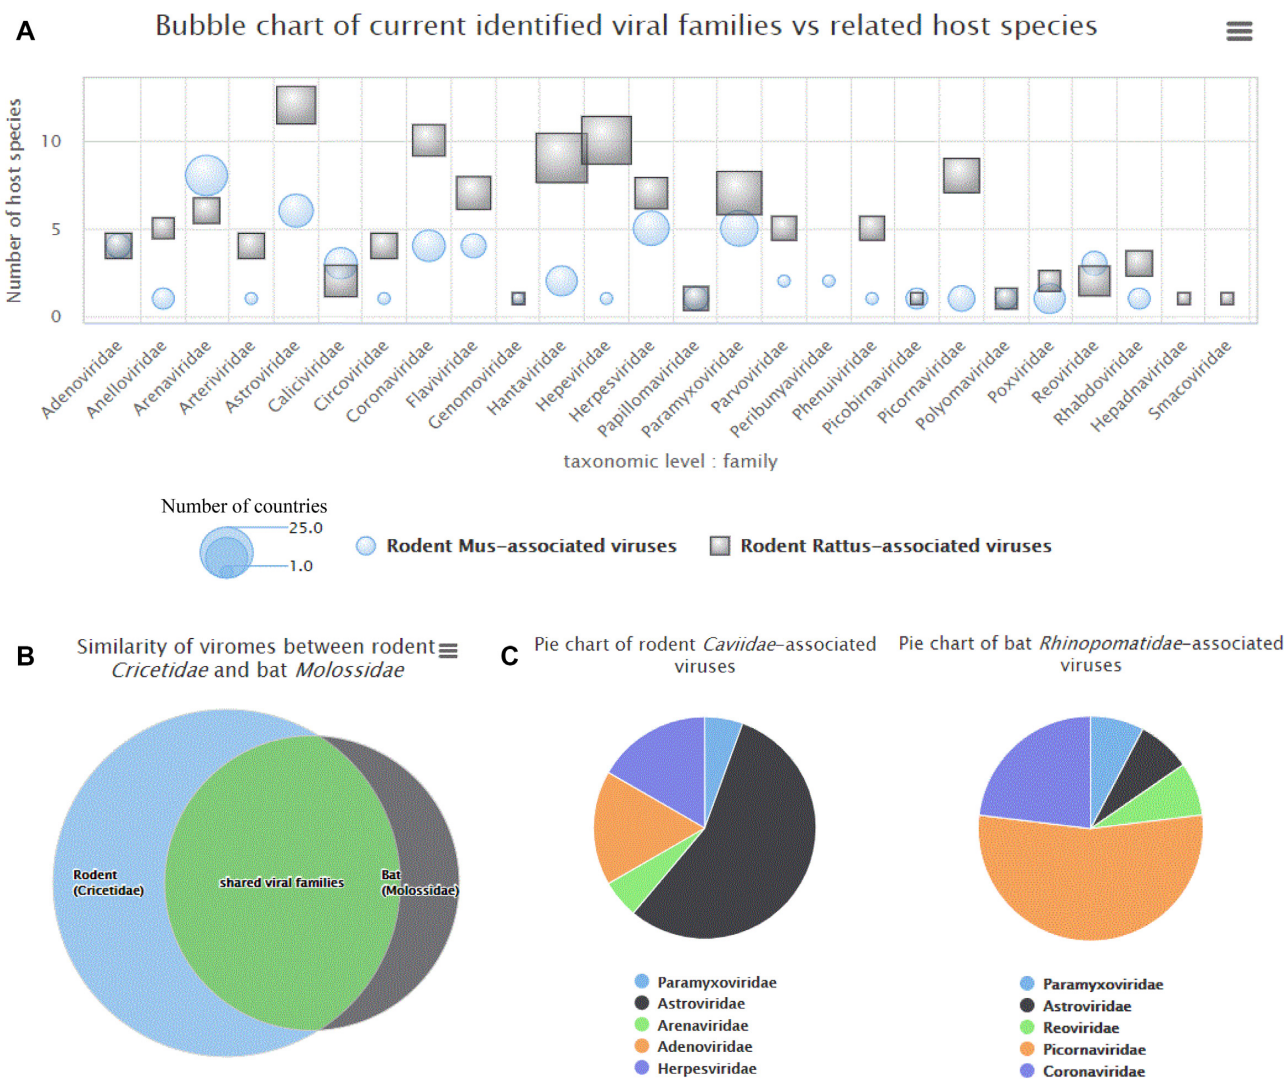 A
Bubble chart of current identified viral families vs related host species
Number of host species
10
5
0
Adenoviridae
Anelloviridae
Arenaviridae
Arteriviridae
Astroviridae
Caliciviridae
Circoviridae
Coronaviridae
Flaviviridae
Genomoviridae
Hantaviridae
Hepeviridae
Herpesviridae
Papillomaviridae
Paramyxoviridae
Parvoviridae
Peribunyaviridae
Phenuiviridae
Picobirnaviridae
Picornaviridae
Polyomaviridae
Poxviridae
Reoviridae
Rhabdoviridae
Hepadnaviridae
Smacoviridae
taxonomic level : family
Number of countries
25.0
1.0
Rodent Mus-associated viruses
Rodent Rattus-associated viruses
B
Similarity of viromes between rodent
Cricetidae and bat Molossidae
Rodent
(Cricetidae)
shared viral families
Bat
(Molossidae)
C
Pie chart of rodent Caviidae-associated
viruses
Paramyxoviridae
Astroviridae
Arenaviridae
Adenoviridae
Herpesviridae
Pie chart of bat Rhinopomatidae-associated
viruses
Paramyxoviridae
Astroviridae
Reoviridae
Picornaviridae
Coronaviridae